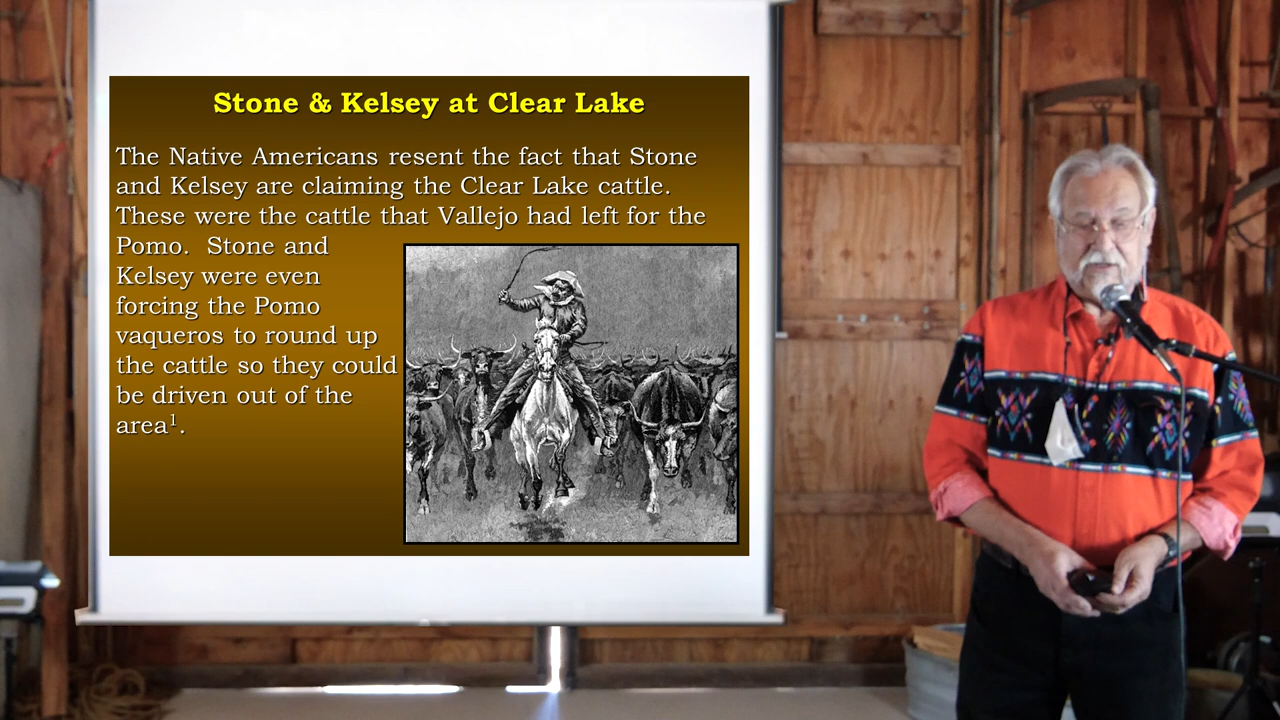 Stone & Kelsey at Clear Lake
The Native Americans resent the fact that Stone
and Kelsey are claiming the Clear Lake cattle.
These were the cattle that Vallejo had left for the
Pomo.  Stone and
Kelsey were even
forcing the Pomo
vaqueros to round up
the cattle so they could
be driven out of the
area¹.